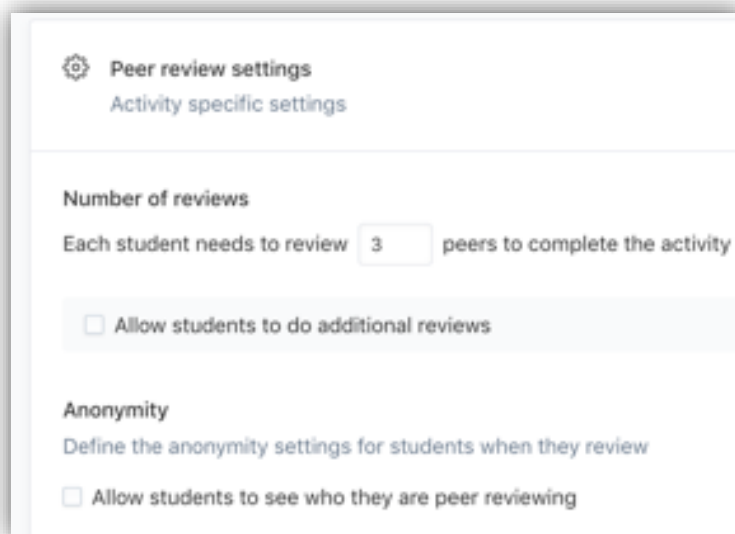 Peer review settings
Activity specific settings
Number of reviews
Each student needs to review 3 peers to complete the activity
Allow students to do additional reviews
Anonymity
Define the anonymity settings for students when they review
Allow students to see who they are peer reviewing